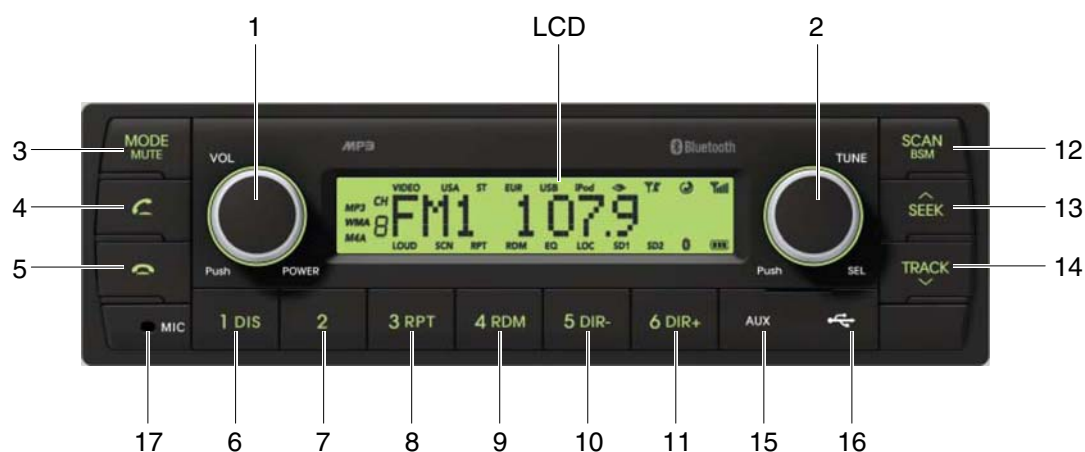 1 LCD 2
MODE
MUTE
3
4
5
VOL
MP3
Bluetooth
TUNE
SCAN
BSM
12
SEEK
13
TRACK
14
VIDEO USA ST EUR USB iPod
MP3 CH
WMA 8 FM1 107.9
M4A
LOUD SCN RPT RDM EQ LOC SD1 SD2
Push POWER
Push SEL
MIC
1 DIS
2
3 RPT
4 RDM
5 DIR-
6 DIR+
AUX
17 6 7 8 9 10 11 15 16